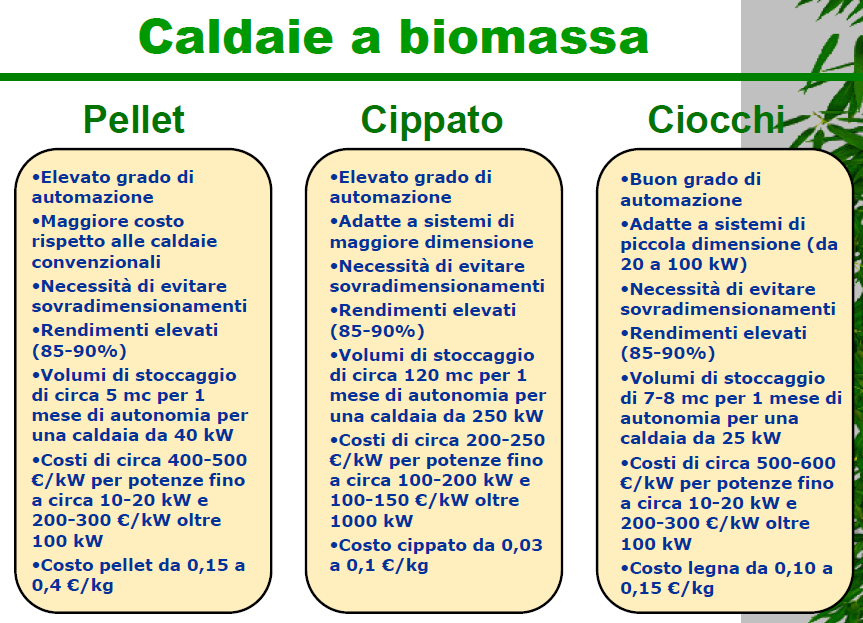 Caldaie a biomassa
Pellet
•Elevato grado di
automazione
•Maggiore costo
rispetto alle caldaie
convenzionali
•Necessità di evitare
sovradimensionamenti
•Rendimenti elevati
(85-90%)
•Volumi di stoccaggio
di circa 5 mc per 1
mese di autonomia per
una caldaia da 40 kW
•Costi di circa 400-500
€/kW per potenze fino
a circa 10-20 kW e
200-300 €/kW oltre
100 kW
•Costo pellet da 0,15 a
0,4 €/kg
Cippato
•Elevato grado di
automazione
•Adatte a sistemi di
maggiore dimensione
•Necessità di evitare
sovradimensionamenti
•Rendimenti elevati
(85-90%)
•Volumi di stoccaggio
di circa 120 mc per 1
mese di autonomia per
una caldaia da 250 kW
•Costi di circa 200-250
€/kW per potenze fino
a circa 100-200 kW e
100-150 €/kW oltre
1000 kW
•Costo cippato da 0,03
a 0,1 €/kg
Ciocchi
•Buon grado di
automazione
•Adatte a sistemi di
piccola dimensione (da
20 a 100 kW)
•Necessità di evitare
sovradimensionamenti
•Rendimenti elevati
(85-90%)
•Volumi di stoccaggio
di 7-8 mc per 1 mese di
autonomia per una
caldaia da 25 kW
•Costi di circa 500-600
€/kW per potenze fino
a circa 10-20 kW e
200-300 €/kW oltre
100 kW
•Costo legna da 0,10 a
0,15 €/kg